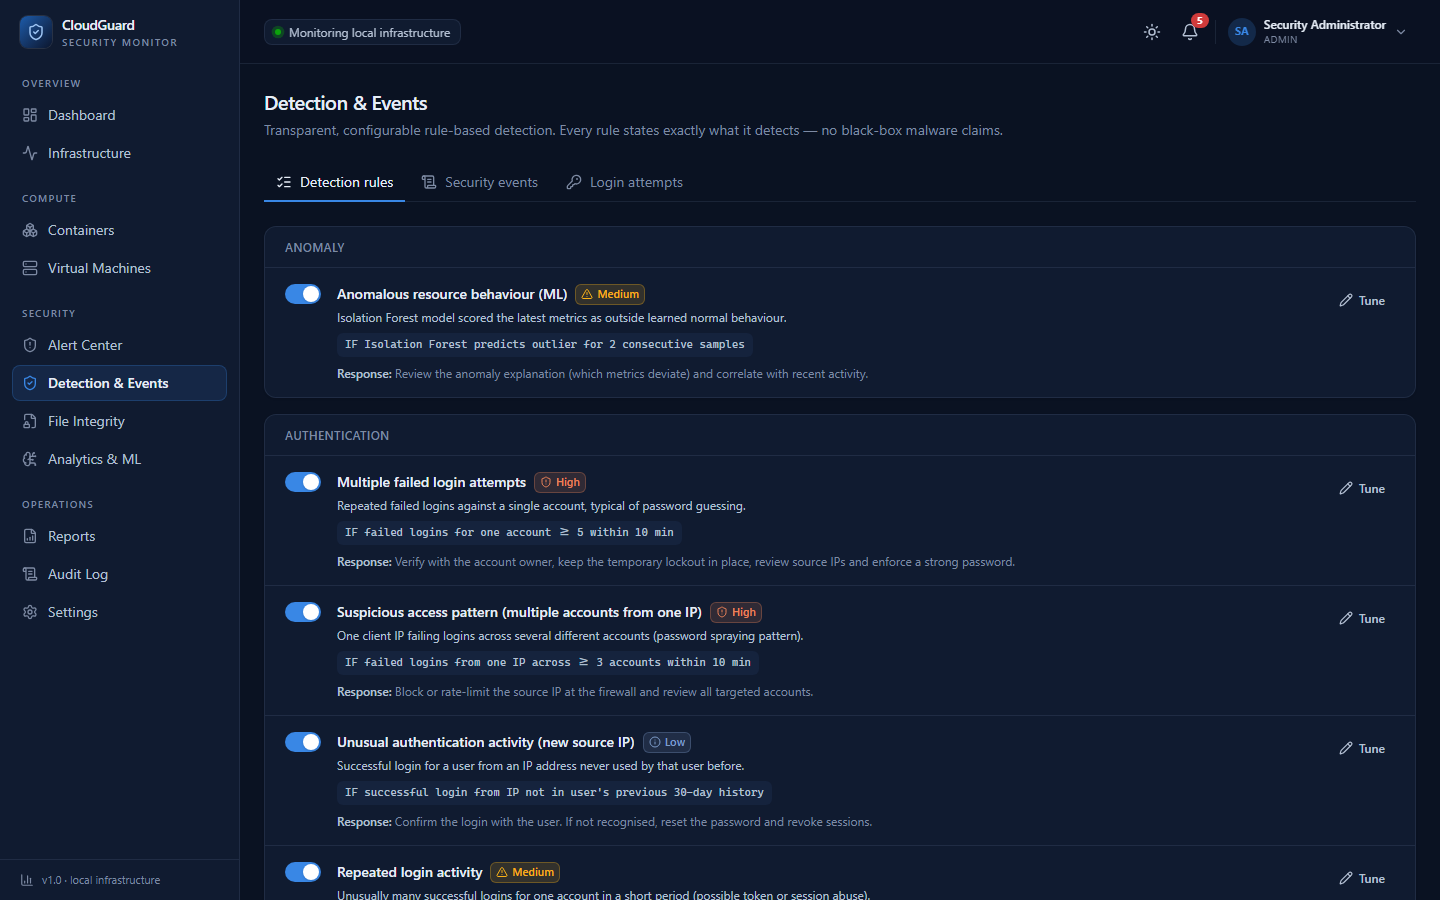 CloudGuard
SECURITY MONITOR
OVERVIEW
Dashboard
Infrastructure
COMPUTE
Containers
Virtual Machines
SECURITY
Alert Center
Detection & Events
File Integrity
Analytics & ML
OPERATIONS
Reports
Audit Log
Settings
v1.0 · local infrastructure
Monitoring local infrastructure
5
SA
Security Administrator
ADMIN
Detection & Events
Transparent, configurable rule-based detection. Every rule states exactly what it detects — no black-box malware claims.
Detection rules
Security events
Login attempts
ANOMALY
Anomalous resource behaviour (ML) Medium
Tune
Isolation Forest model scored the latest metrics as outside learned normal behaviour.
IF Isolation Forest predicts outlier for 2 consecutive samples
Response: Review the anomaly explanation (which metrics deviate) and correlate with recent activity.
AUTHENTICATION
Multiple failed login attempts High
Tune
Repeated failed logins against a single account, typical of password guessing.
IF failed logins for one account ≥ 5 within 10 min
Response: Verify with the account owner, keep the temporary lockout in place, review source IPs and enforce a strong password.
Suspicious access pattern (multiple accounts from one IP) High
Tune
One client IP failing logins across several different accounts (password spraying pattern).
IF failed logins from one IP across ≥ 3 accounts within 10 min
Response: Block or rate-limit the source IP at the firewall and review all targeted accounts.
Unusual authentication activity (new source IP) Low
Tune
Successful login for a user from an IP address never used by that user before.
IF successful login from IP not in user's previous 30-day history
Response: Confirm the login with the user. If not recognised, reset the password and revoke sessions.
Repeated login activity Medium
Tune
Unusually many successful logins for one account in a short period (possible token or session abuse).